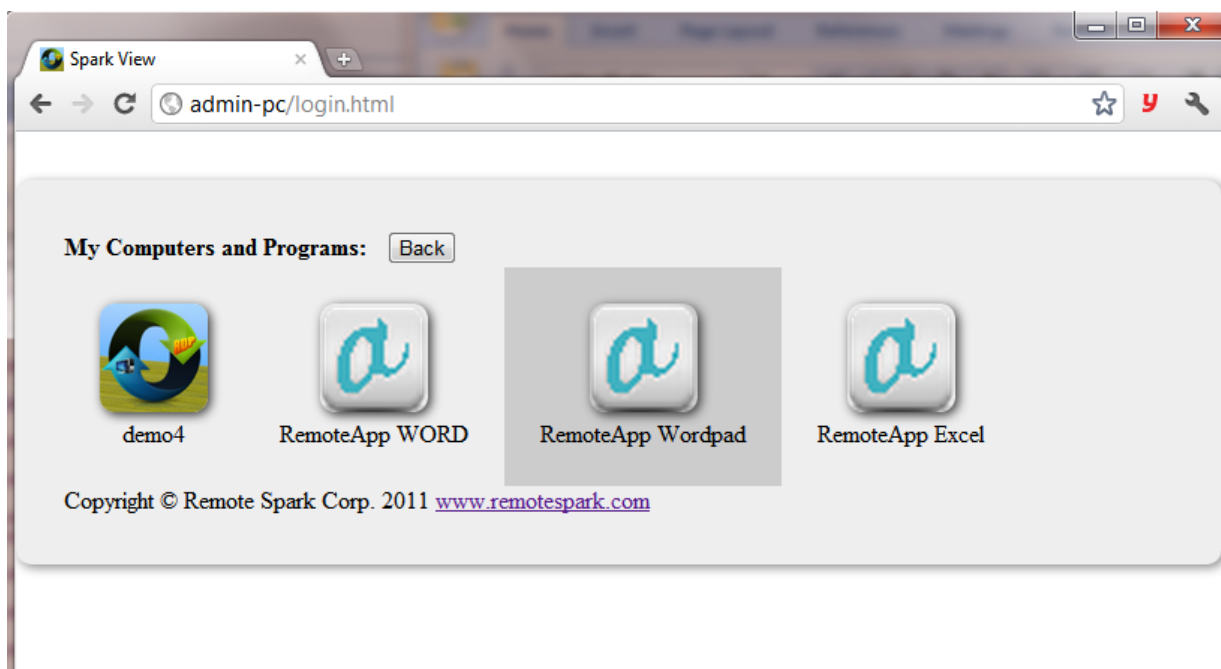 Spark View
admin-pc/login.html
My Computers and Programs: Back
demo4 RemoteApp WORD RemoteApp Wordpad RemoteApp Excel
Copyright © Remote Spark Corp. 2011 www.remotespark.com